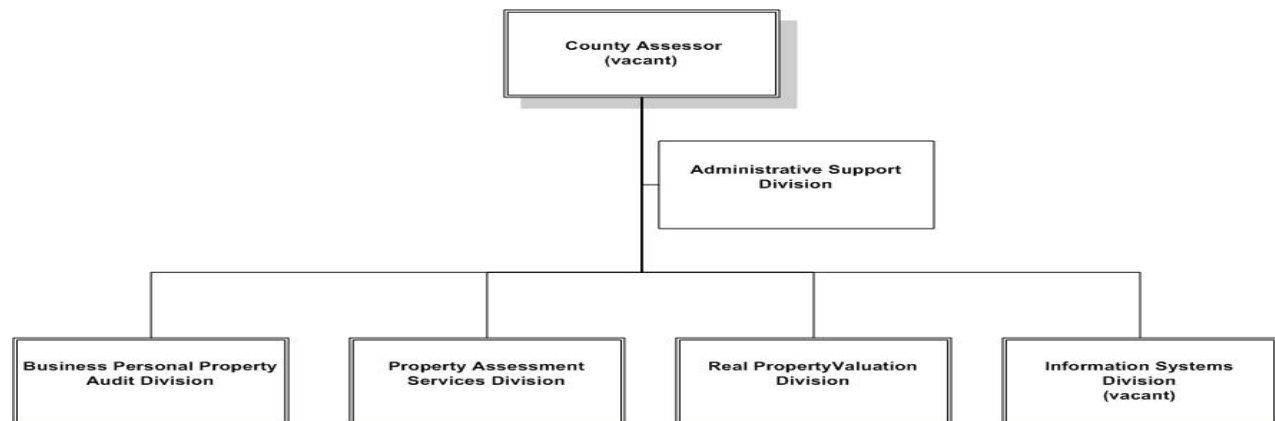 County Assessor
(vacant)
Administrative Support
Division
Business Personal Property
Audit Division
Property Assessment
Services Division
Real PropertyValuation
Division
Information Systems
Division
(vacant)